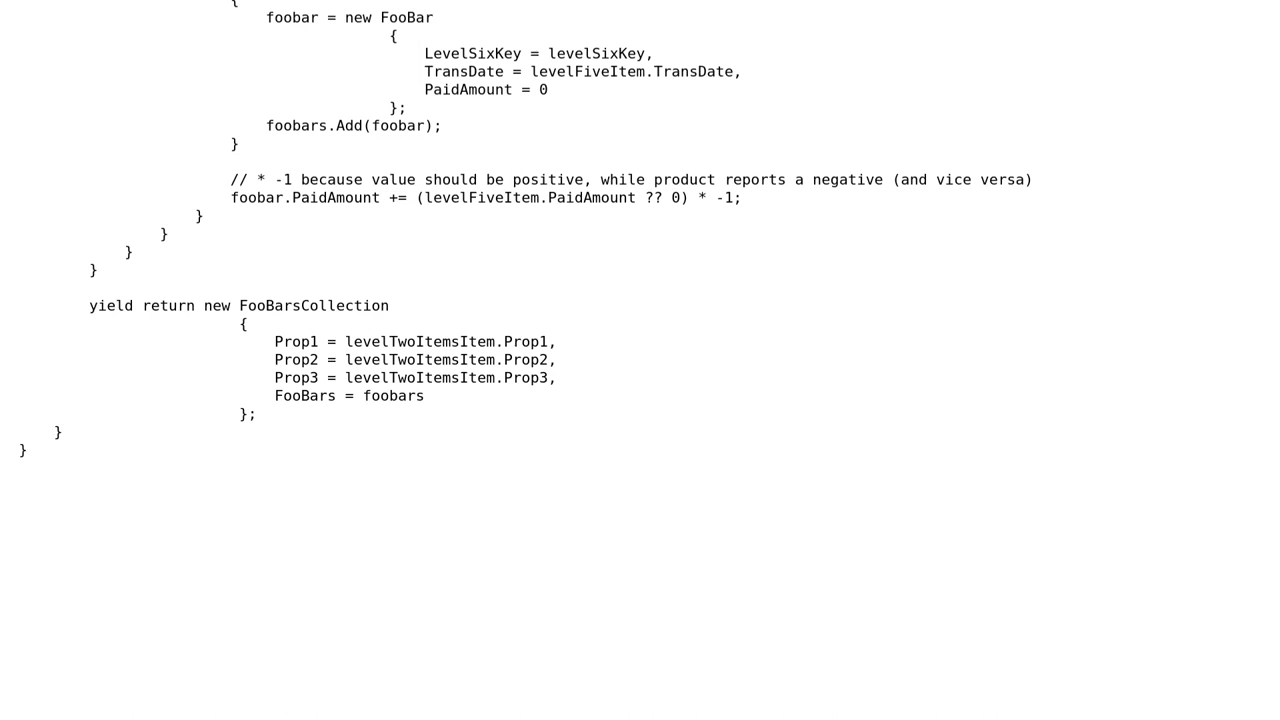 {
foobar = new FooBar
{
LevelSixKey = levelSixKey,
TransDate = levelFiveItem.TransDate,
PaidAmount = 0
};
foobars.Add(foobar);
}
// * -1 because value should be positive, while product reports a negative (and vice versa)
foobar.PaidAmount += (levelFiveItem.PaidAmount ?? 0) * -1;
}
}
}
}
yield return new FooBarsCollection
{
Prop1 = levelTwoItemsItem.Prop1,
Prop2 = levelTwoItemsItem.Prop2,
Prop3 = levelTwoItemsItem.Prop3,
FooBars = foobars
};
}
}